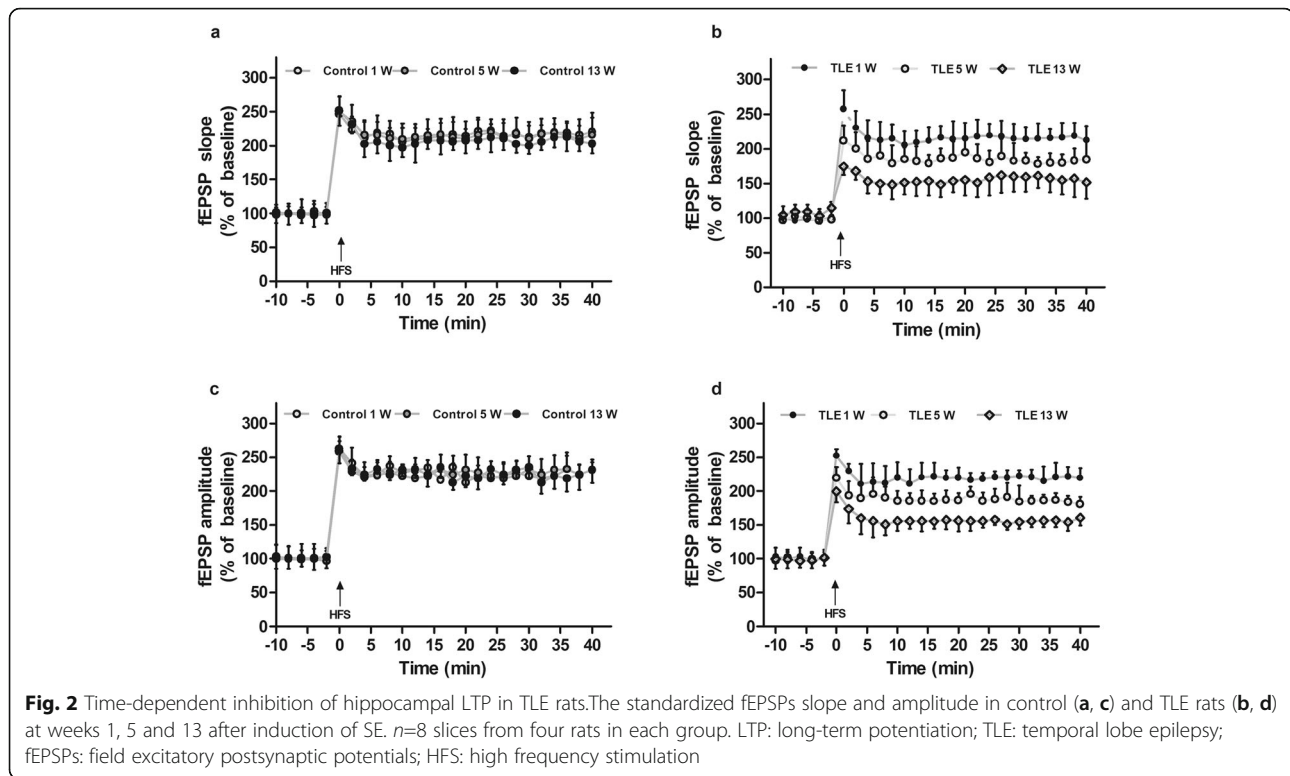 a
Control 1 W Control 5 W Control 13 W
fEPSP slope
(% of baseline)
300
250
200
150
100
50
0
HFS
-10 -5 0 5 10 15 20 25 30 35 40
Time (min)
b
TLE 1 W TLE 5 W TLE 13 W
fEPSP slope
(% of baseline)
300
250
200
150
100
50
0
HFS
-10 -5 0 5 10 15 20 25 30 35 40
Time (min)
c
Control 1 W Control 5 W Control 13 W
fEPSP amplitude
(% of baseline)
300
250
200
150
100
50
0
HFS
-10 -5 0 5 10 15 20 25 30 35 40
Time (min)
d
TLE 1 W TLE 5 W TLE 13 W
fEPSP amplitude
(% of baseline)
300
250
200
150
100
50
0
HFS
-10 -5 0 5 10 15 20 25 30 35 40
Time (min)
Fig. 2 Time-dependent inhibition of hippocampal LTP in TLE rats.The standardized fEPSPs slope and amplitude in control (a, c) and TLE rats (b, d)
at weeks 1, 5 and 13 after induction of SE. n=8 slices from four rats in each group. LTP: long-term potentiation; TLE: temporal lobe epilepsy;
fEPSPs: field excitatory postsynaptic potentials; HFS: high frequency stimulation